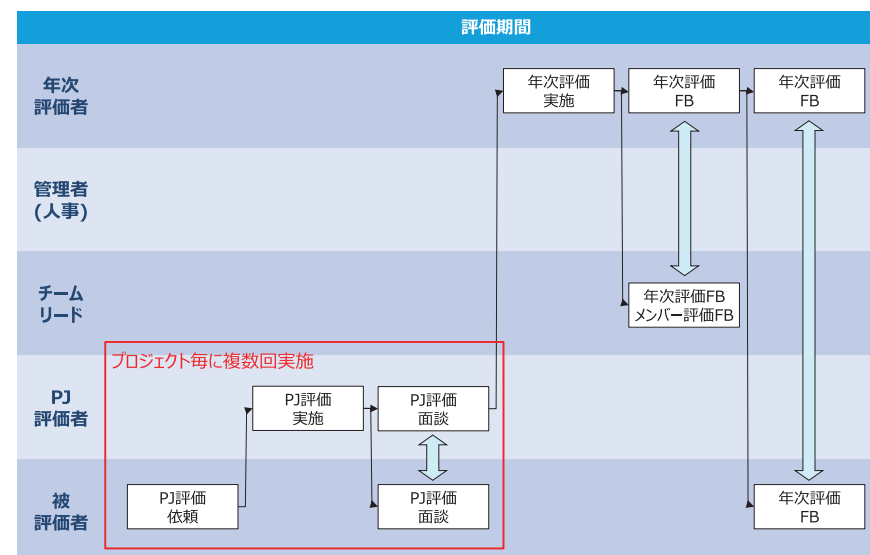 評価期間
年次
評価者
年次評価
実施
年次評価
FB
年次評価
FB
管理者
(人事)
チーム
リード
年次評価FB
メンバー評価FB
プロジェクト毎に複数回実施
PJ
評価者
PJ評価
実施
PJ評価
面談
被
評価者
PJ評価
依頼
PJ評価
面談
年次評価
FB